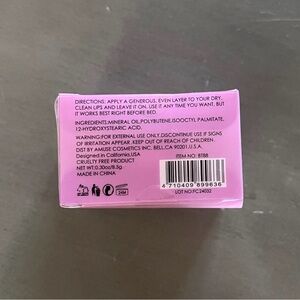 DIRECTIONS: APPLY A GENEROUS, EVEN LAYER TO YOUR DRY,
CLEAN LIPS AND LEAVE IT ON. USE IT ANY TIME YOU WANT, BUT
IT WORKS BEST RIGHT BEFORE BED.
INGREDIENTS:MINERAL OIL,POLYBUTENE,ISOOCTYL PALMITATE,
12-HYDROXYSTEARIC ACID.
WARNING:FOR EXTERNAL USE ONLY.DISCONTINUE USE IF SIGNS
OF IRRITATION APPEAR. KEEP OUT OF REACH OF CHILDREN.
DIST BY AMUSE COSMETICS INC, BELL,CA 90201.U.S.A.
Designed in California,USA
CRUELTY FREE PRODUCT
NET WT.0.30oz/8.5g
ITEM NO: 8788
24M
4 710409 899636
LOT NO:FC24032